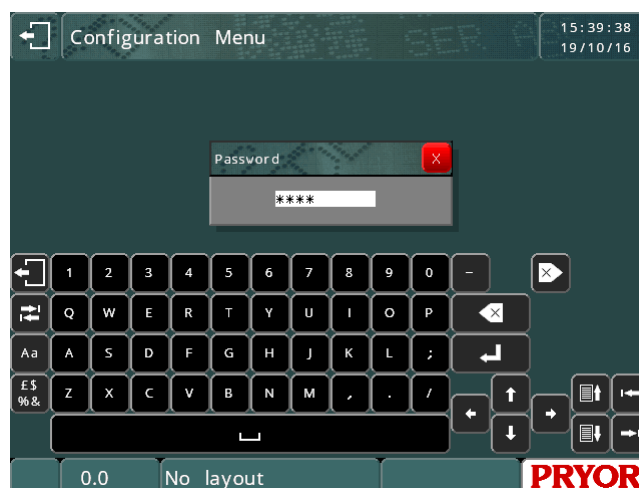 Configuration Menu
15:39:38
19/10/16
Password
X
****
1 2 3 4 5 6 7 8 9 0 -
Q W E R T Y U I O P
Aa A S D F G H J K L ;
£$
%& Z X C V B N M , . /
0.0 No layout
PRYOR